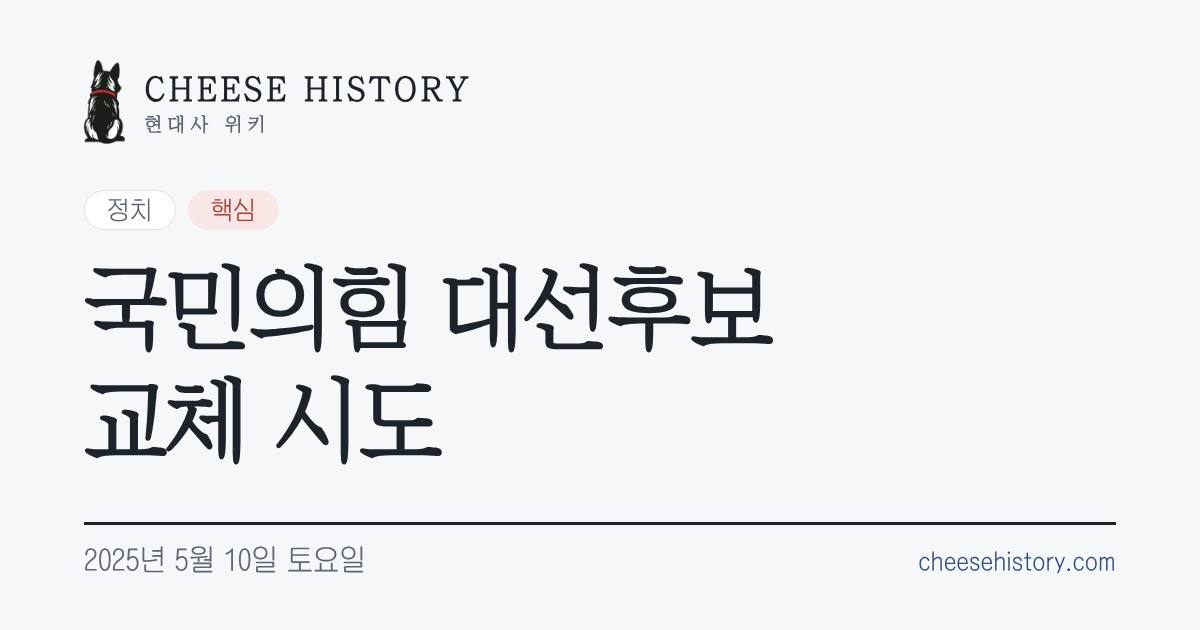 CHEESE HISTORY
현대사 위키
정치 핵심
국민의힘 대선후보
교체 시도
2025년 5월 10일 토요일
cheesehistory.com